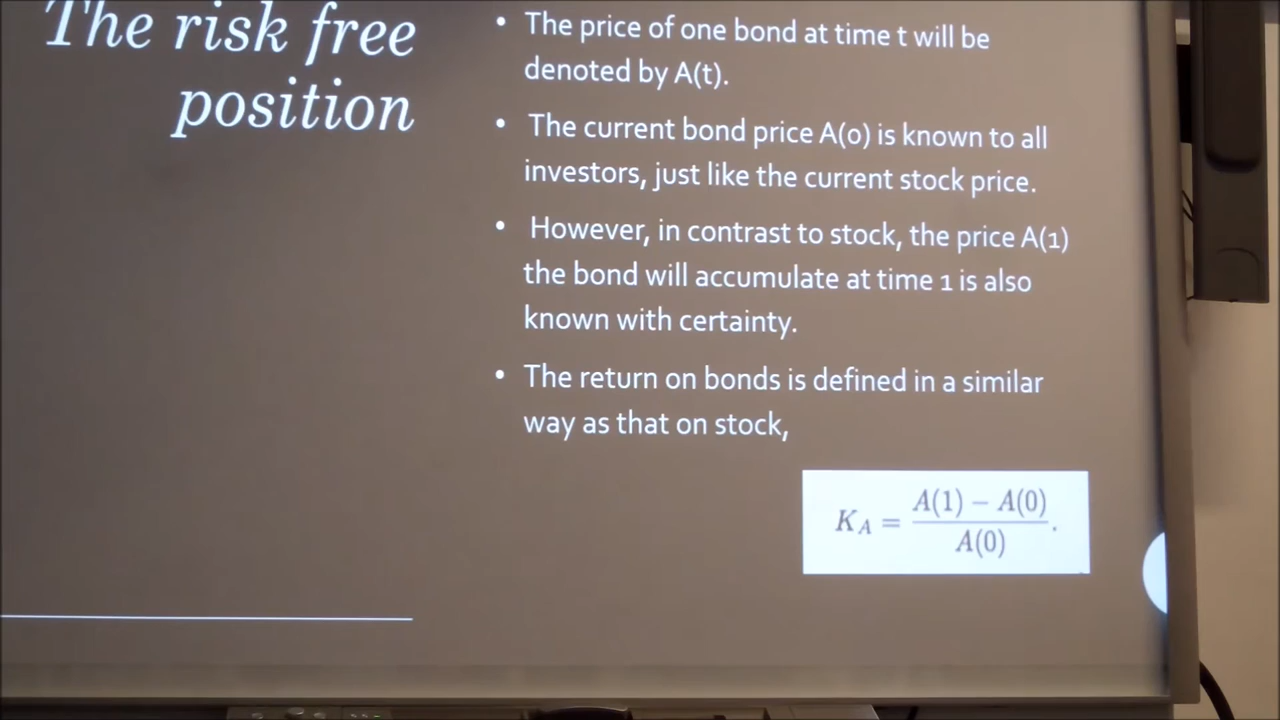 The risk free
position
• The price of one bond at time t will be
denoted by A(t).
• The current bond price A(0) is known to all
investors, just like the current stock price.
• However, in contrast to stock, the price A(1)
the bond will accumulate at time 1 is also
known with certainty.
• The return on bonds is defined in a similar
way as that on stock,
K_A = (A(1) − A(0)) / A(0).